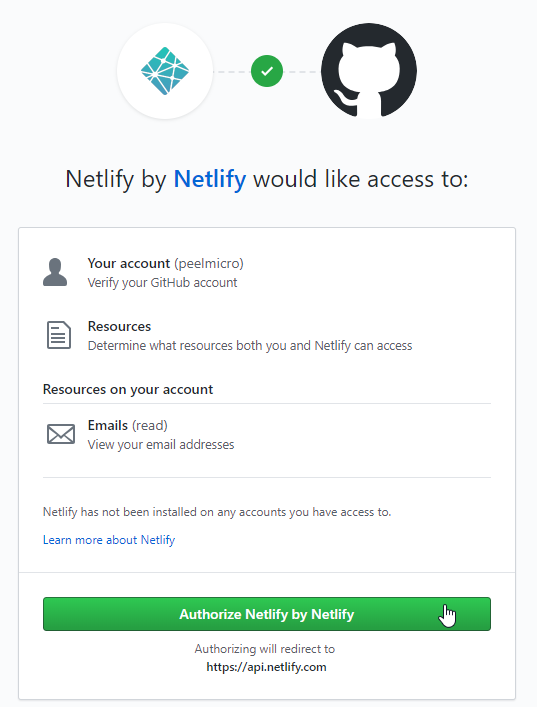 Netlify by Netlify would like access to:
Your account (peelmicro)
Verify your GitHub account
Resources
Determine what resources both you and Netlify can access
Resources on your account
Emails (read)
View your email addresses
Netlify has not been installed on any accounts you have access to.
Learn more about Netlify
Authorize Netlify by Netlify
Authorizing will redirect to
https://api.netlify.com